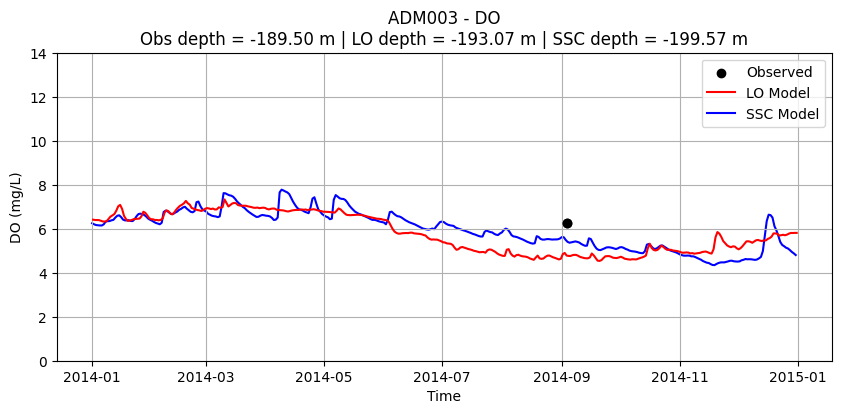 ADM003 - DO
Obs depth = -189.50 m | LO depth = -193.07 m | SSC depth = -199.57 m
14
12
10
8
6
4
2
0
DO (mg/L)
Observed
LO Model
SSC Model
2014-01
2014-03
2014-05
2014-07
2014-09
2014-11
2015-01
Time